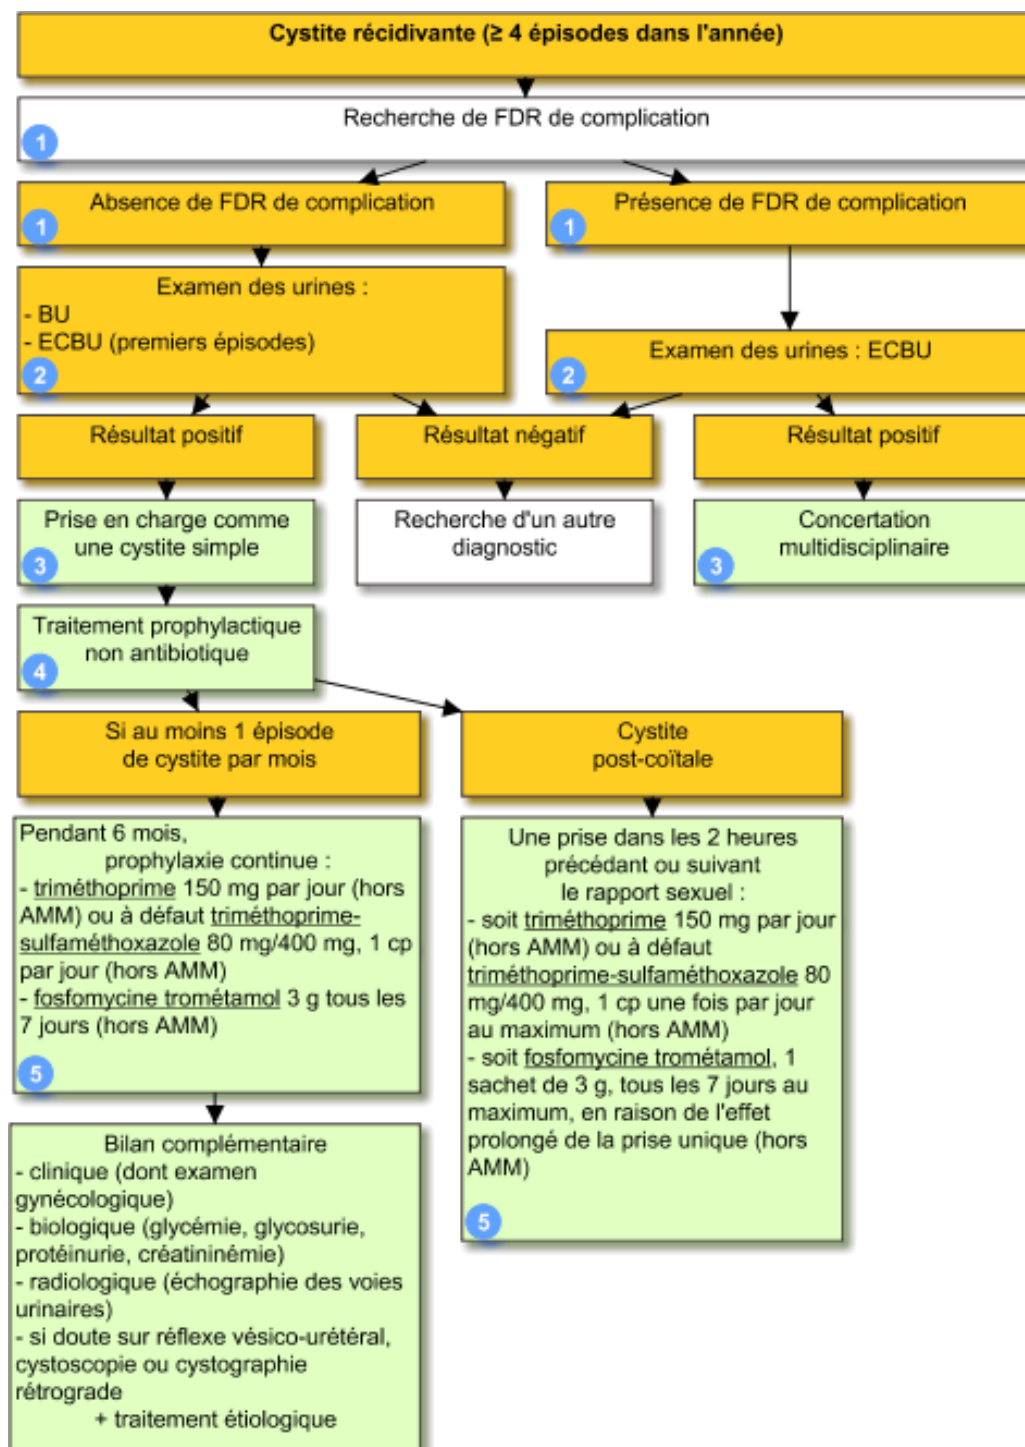 Cystite récidivante (≥ 4 épisodes dans l'année)
Recherche de FDR de complication
1
Absence de FDR de complication
1
Présence de FDR de complication
1
Examen des urines :
- BU
- ECBU (premiers épisodes)
2
Examen des urines : ECBU
2
Résultat positif
Résultat négatif
Résultat positif
Prise en charge comme
une cystite simple
3
Recherche d'un autre
diagnostic
Concertation
multidisciplinaire
3
Traitement prophylactique
non antibiotique
4
Si au moins 1 épisode
de cystite par mois
Cystite
post-coïtale
Pendant 6 mois,
prophylaxie continue :
- triméthoprime 150 mg par jour (hors
AMM) ou à défaut triméthoprime-
sulfaméthoxazole 80 mg/400 mg, 1 cp
par jour (hors AMM)
- fosfomycine trométamol 3 g tous les
7 jours (hors AMM)
5
Une prise dans les 2 heures
précédant ou suivant
le rapport sexuel :
- soit triméthoprime 150 mg par jour
(hors AMM) ou à défaut
triméthoprime-sulfaméthoxazole 80
mg/400 mg, 1 cp une fois par jour
au maximum (hors AMM)
- soit fosfomycine trométamol, 1
sachet de 3 g, tous les 7 jours au
maximum, en raison de l'effet
prolongé de la prise unique (hors
AMM)
5
Bilan complémentaire
- clinique (dont examen
gynécologique)
- biologique (glycémie, glycosurie,
protéinurie, créatininémie)
- radiologique (échographie des voies
urinaires)
- si doute sur réflexe vésico-urétéral,
cystoscopie ou cystographie
rétrograde
+ traitement étiologique